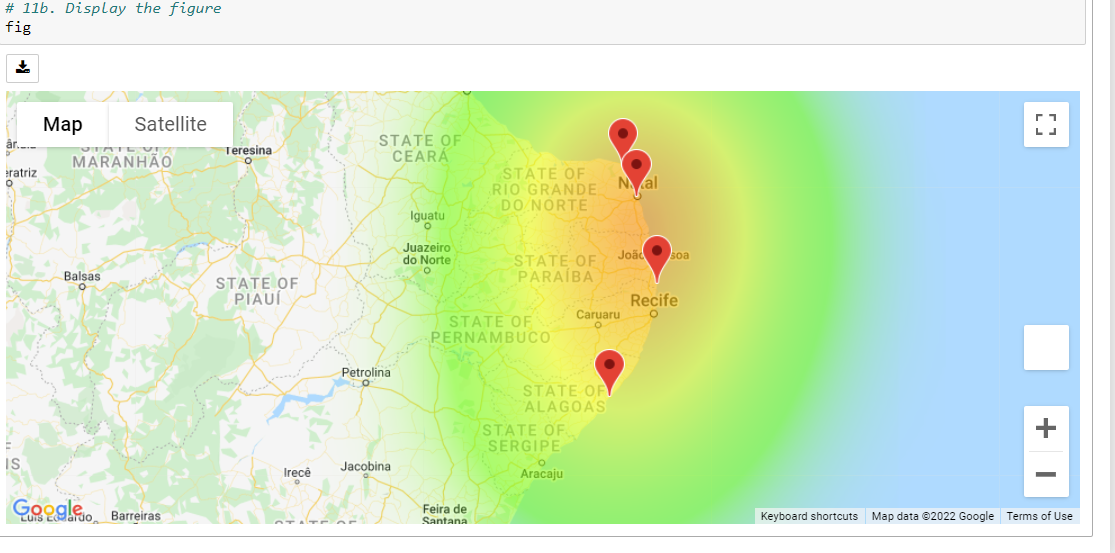 # 11b. Display the figure
fig
Map
Satellite
STATE OF
MARANHÃO
Teresina
eratriz
STATE OF
CEARÁ
STATE OF
RIO GRANDE
DO NORTE
Iguatu
Juazeiro
do Norte
Balsas
STATE OF
PIAUÍ
STATE OF
PARAÍBA
Recife
Caruaru
STATE OF
PERNAMBUCO
Petrolina
STATE OF
ALAGOAS
STATE OF
SERGIPE
Aracaju
Irecê
Jacobina
Feira de
Santana
Barreiras
STATE OF
Google
Keyboard shortcuts
Map data ©2022 Google
Terms of Use